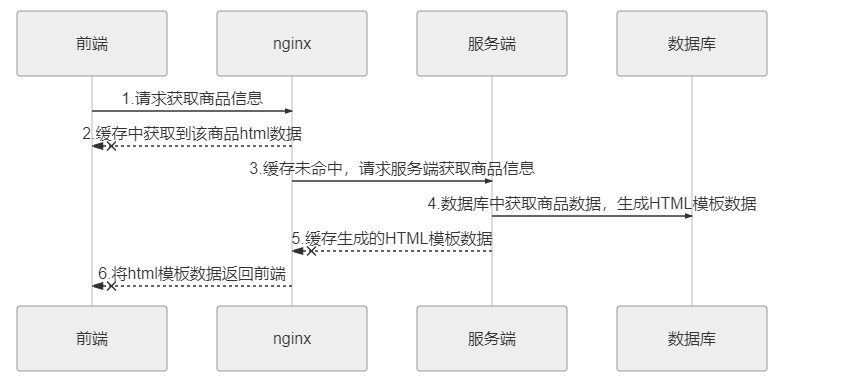 前端
nginx
服务端
数据库
1.请求获取商品信息
2.缓存中获取到该商品html数据
3.缓存未命中，请求服务端获取商品信息
4.数据库中获取商品数据，生成HTML模板数据
5.缓存生成的HTML模板数据
6.将html模板数据返回前端
前端
nginx
服务端
数据库